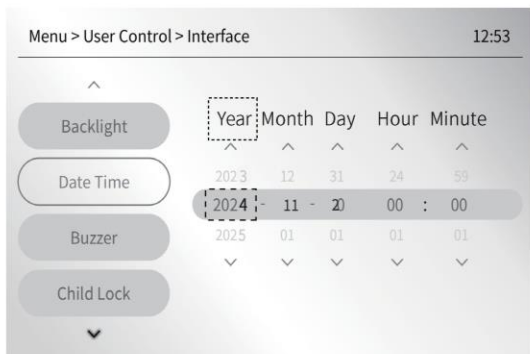 Menu > User Control > Interface 12:53
Backlight
Date Time
Buzzer
Child Lock
Year Month Day Hour Minute
2023 12 31 24 59
2024 - 11 - 00 : 00
2025 01 01 01 01